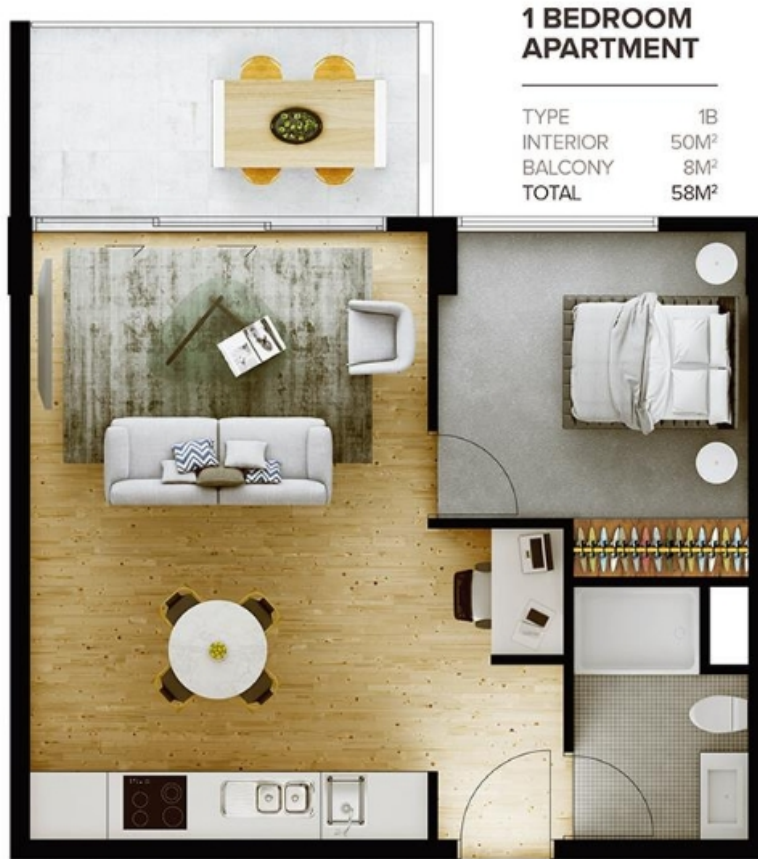 1 BEDROOM
APARTMENT
TYPE 1B
INTERIOR 50M²
BALCONY 8M²
TOTAL 58M²